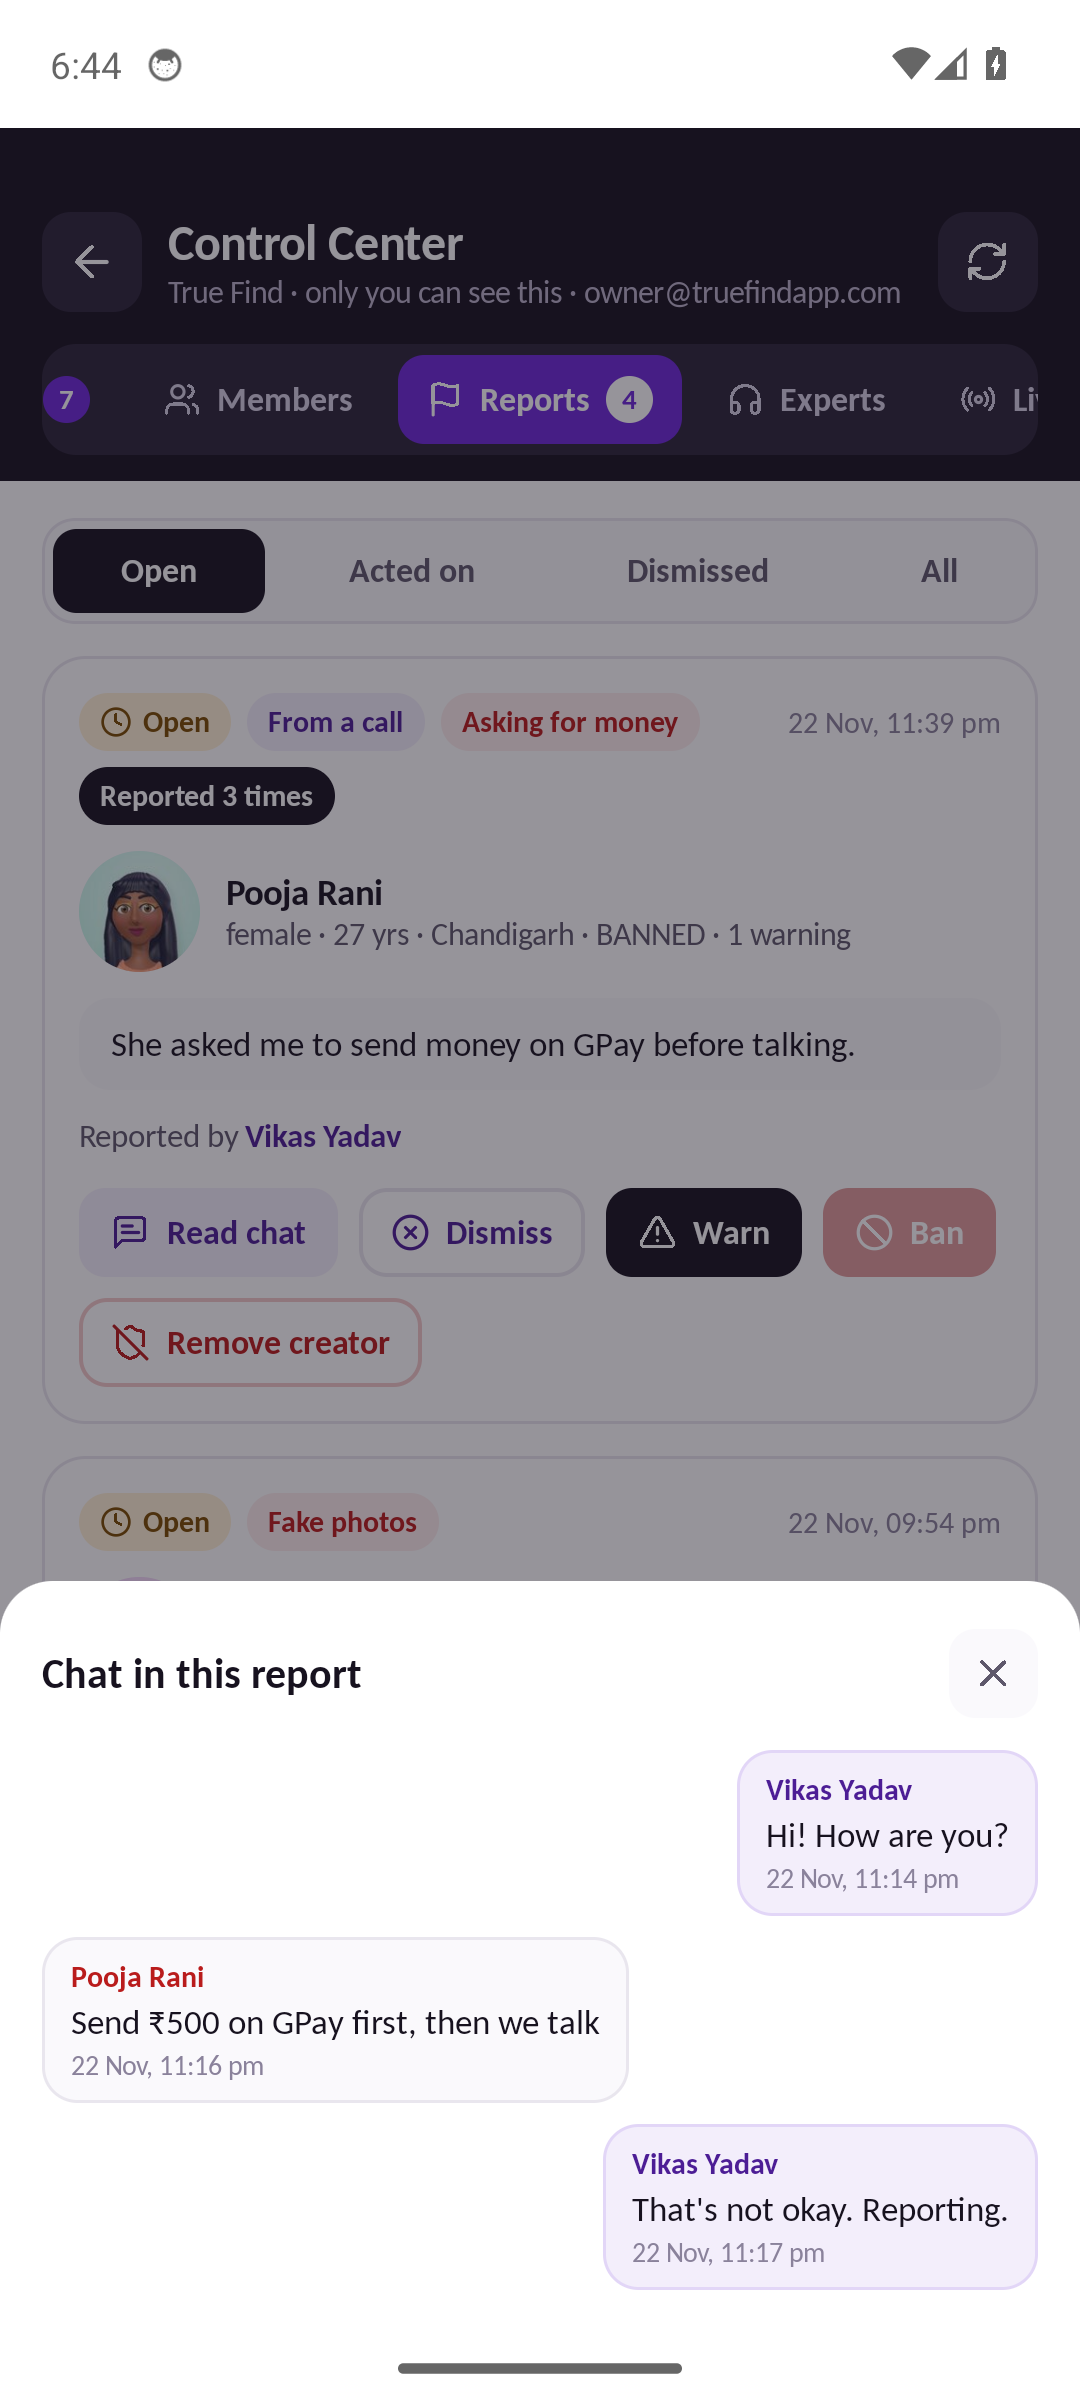 6:44
Control Center
True Find · only you can see this · owner@truefindapp.com
7 Members Reports 4 Experts Liv
Open Acted on Dismissed All
Open From a call Asking for money 22 Nov, 11:39 pm
Reported 3 times
Pooja Rani
female · 27 yrs · Chandigarh · BANNED · 1 warning
She asked me to send money on GPay before talking.
Reported by Vikas Yadav
Read chat Dismiss Warn Ban
Remove creator
Open Fake photos 22 Nov, 09:54 pm
Chat in this report
Vikas Yadav
Hi! How are you?
22 Nov, 11:14 pm
Pooja Rani
Send ₹500 on GPay first, then we talk
22 Nov, 11:16 pm
Vikas Yadav
That's not okay. Reporting.
22 Nov, 11:17 pm